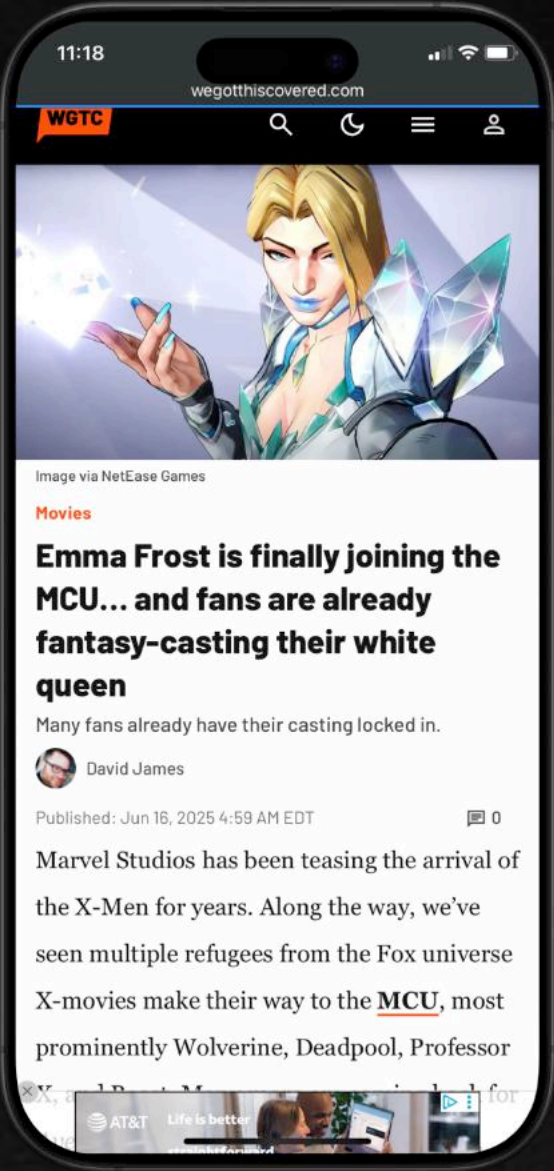 11:18
wegotthiscovered.com
WGTC
Image via NetEase Games
Movies
Emma Frost is finally joining the
MCU... and fans are already
fantasy-casting their white
queen
Many fans already have their casting locked in.
David James
Published: Jun 16, 2025 4:59 AM EDT
0
Marvel Studios has been teasing the arrival of
the X-Men for years. Along the way, we've
seen multiple refugees from the Fox universe
X-movies make their way to the MCU, most
prominently Wolverine, Deadpool, Professor
X, and Beast.
for
AT&T
Life is better
straightforward